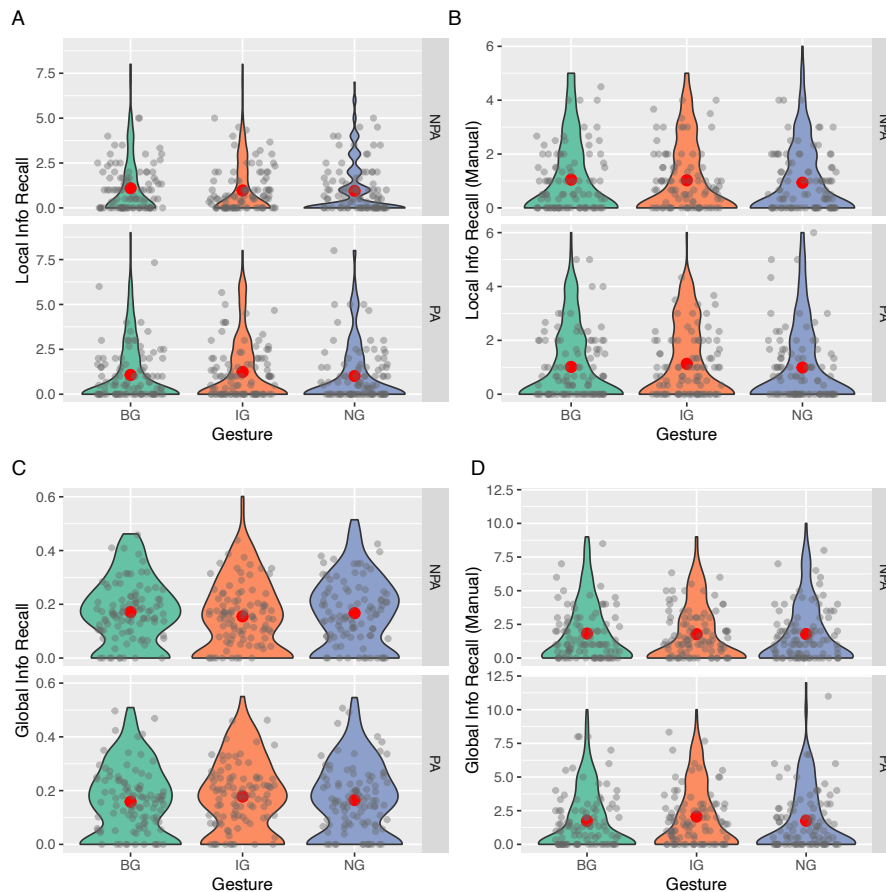 A
Local Info Recall
7.5
5.0
2.5
0.0
NPA
7.5
5.0
2.5
0.0
PA
BG IG NG
Gesture
B
Local Info Recall (Manual)
6
4
2
0
NPA
6
4
2
0
PA
BG IG NG
Gesture
C
Global Info Recall
0.6
0.4
0.2
0.0
NPA
0.6
0.4
0.2
0.0
PA
BG IG NG
Gesture
D
Global Info Recall (Manual)
12.5
10.0
7.5
5.0
2.5
0.0
NPA
12.5
10.0
7.5
5.0
2.5
0.0
PA
BG IG NG
Gesture